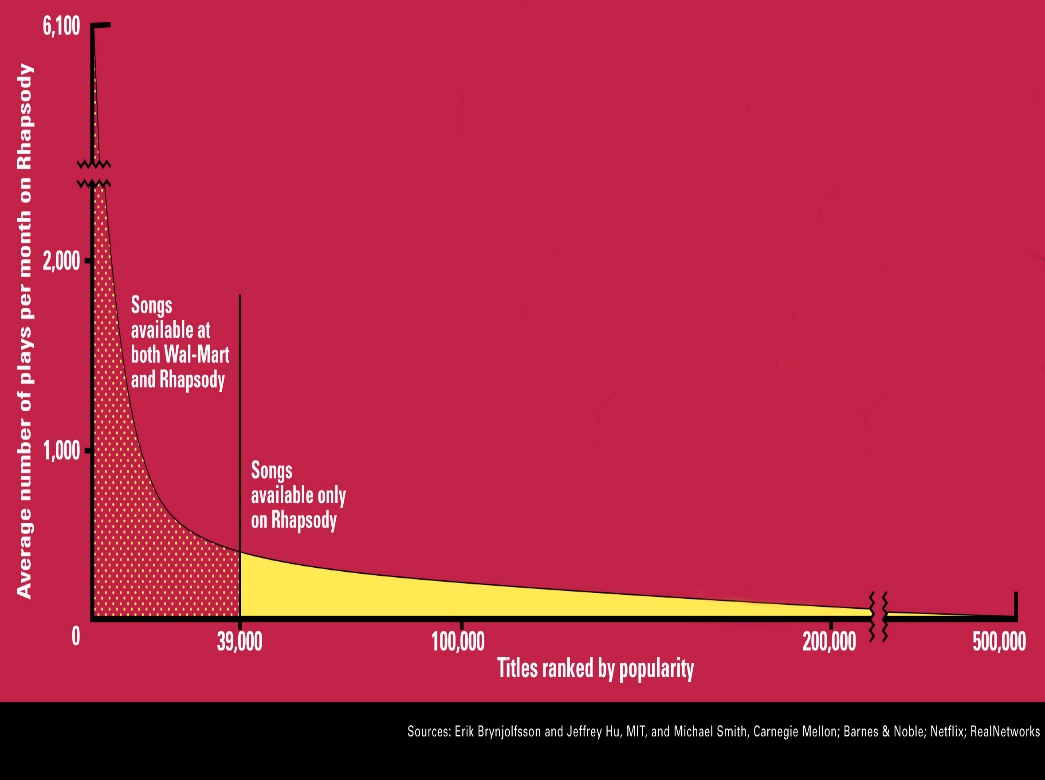 6,100
2,000
1,000
0
Average number of plays per month on Rhapsody
Songs
available at
both Wal-Mart
and Rhapsody
Songs
available only
on Rhapsody
39,000
100,000
200,000
500,000
Titles ranked by popularity
Sources: Erik Brynjolfsson and Jeffrey Hu, MIT, and Michael Smith, Carnegie Mellon; Barnes & Noble; Netflix; RealNetworks